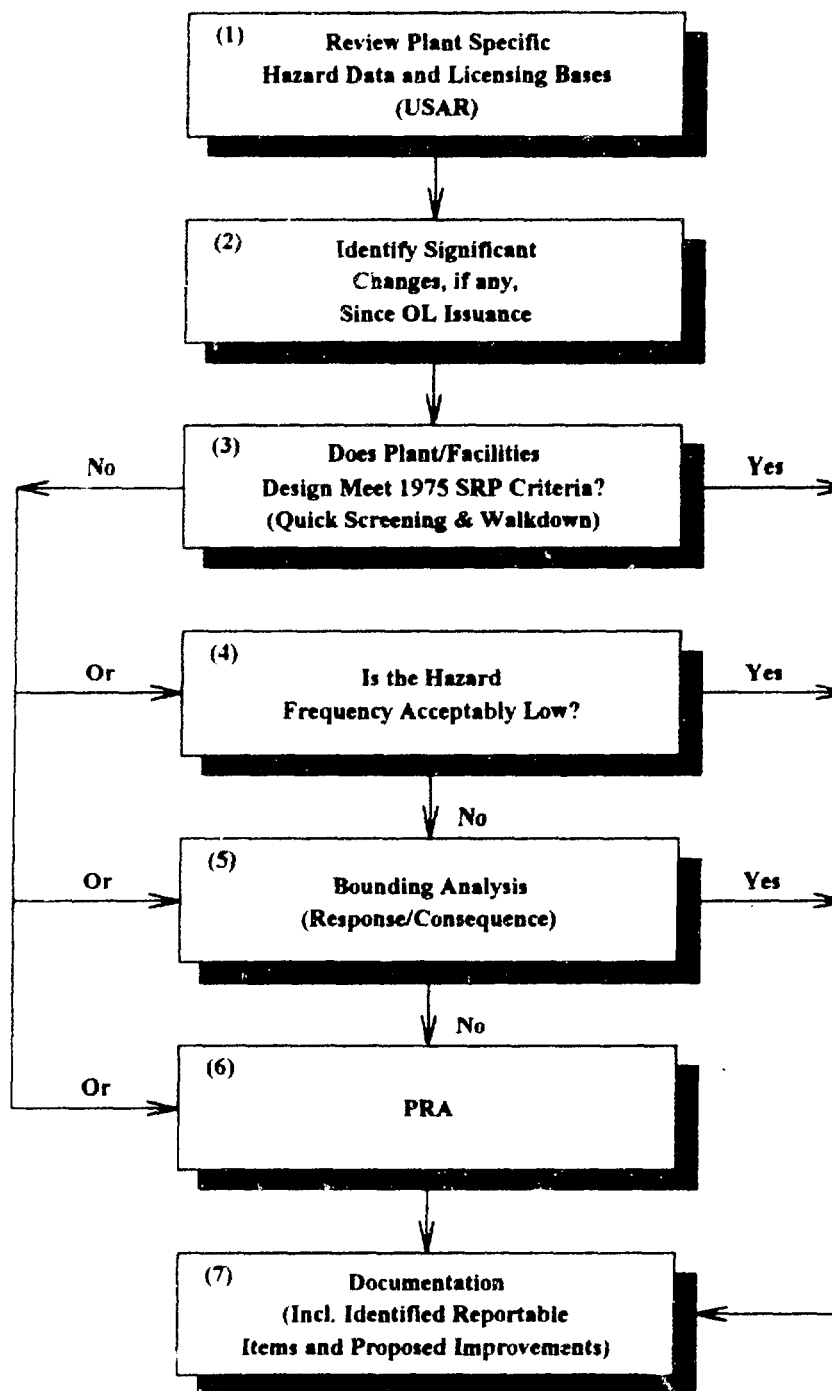 (1)
Review Plant Specific
Hazard Data and Licensing Bases
(USAR)
(2)
Identify Significant
Changes, if any,
Since OL Issuance
(3)
Does Plant/Facilities
Design Meet 1975 SRP Criteria?
(Quick Screening & Walkdown)
No
Yes
(4)
Is the Hazard
Frequency Acceptably Low?
Or
Yes
No
(5)
Bounding Analysis
(Response/Consequence)
Or
Yes
No
(6)
PRA
Or
(7)
Documentation
(Incl. Identified Reportable
Items and Proposed Improvements)